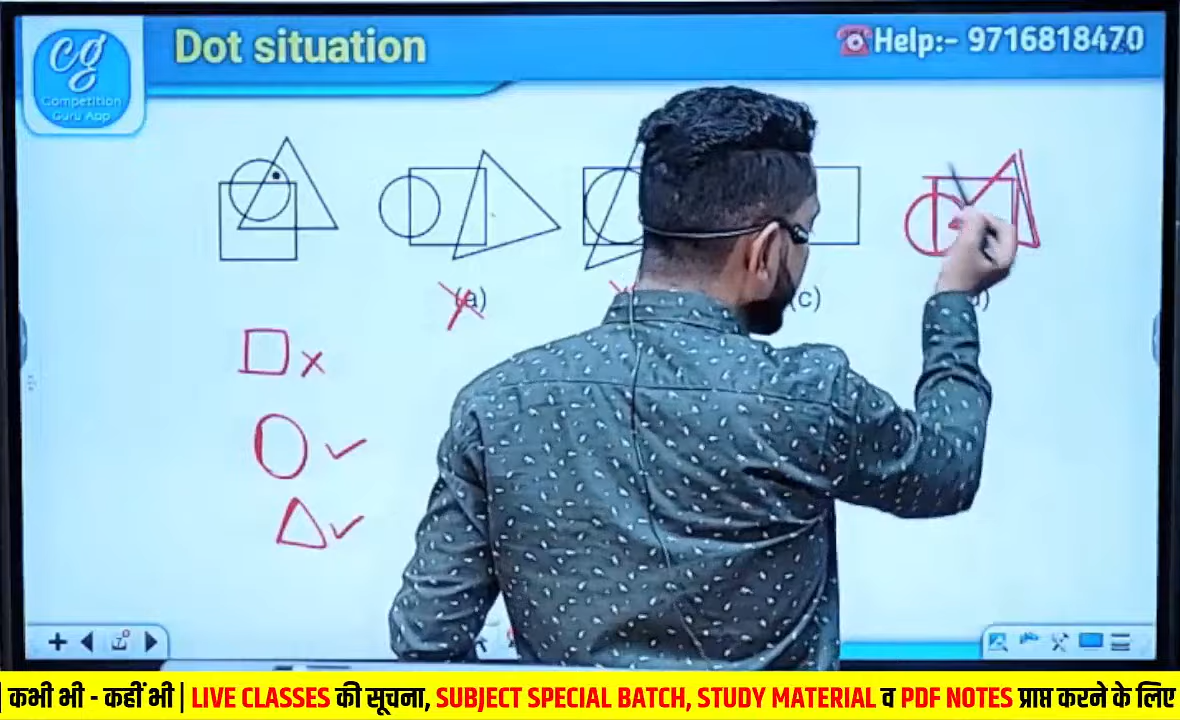 cg
Competition
Guru App
Dot situation
Help:- 9716818470
(a)
(c)
| कभी भी - कहीं भी | LIVE CLASSES की सूचना, SUBJECT SPECIAL BATCH, STUDY MATERIAL व PDF NOTES प्राप्त करने के लिए